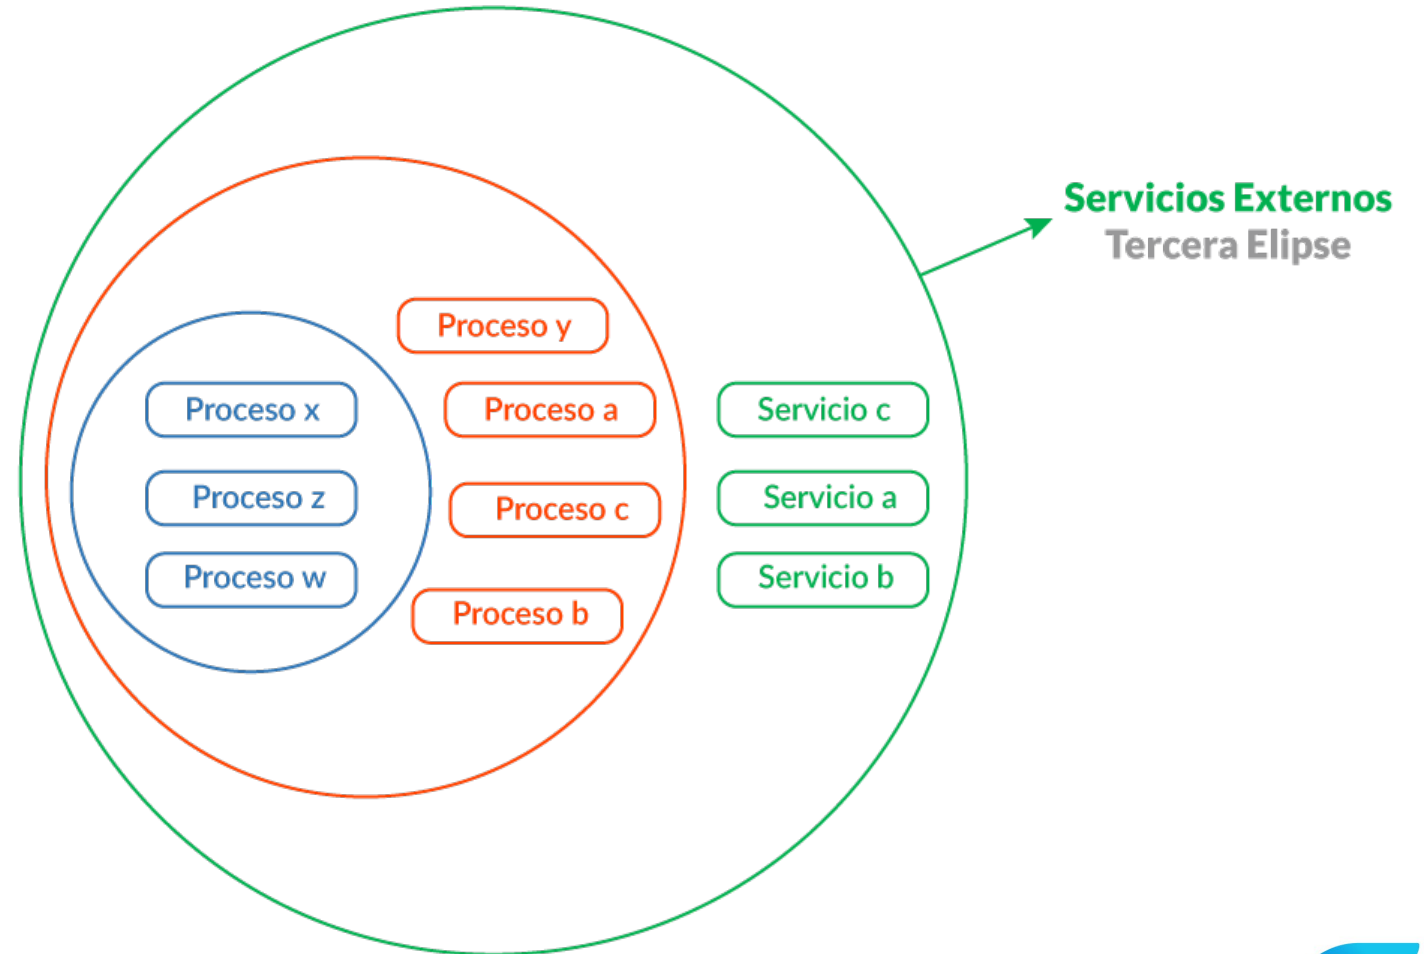 Servicios Externos
Tercera Elipse
Proceso y
Proceso x
Proceso a
Servicio c
Proceso z
Proceso c
Servicio a
Proceso w
Proceso b
Servicio b